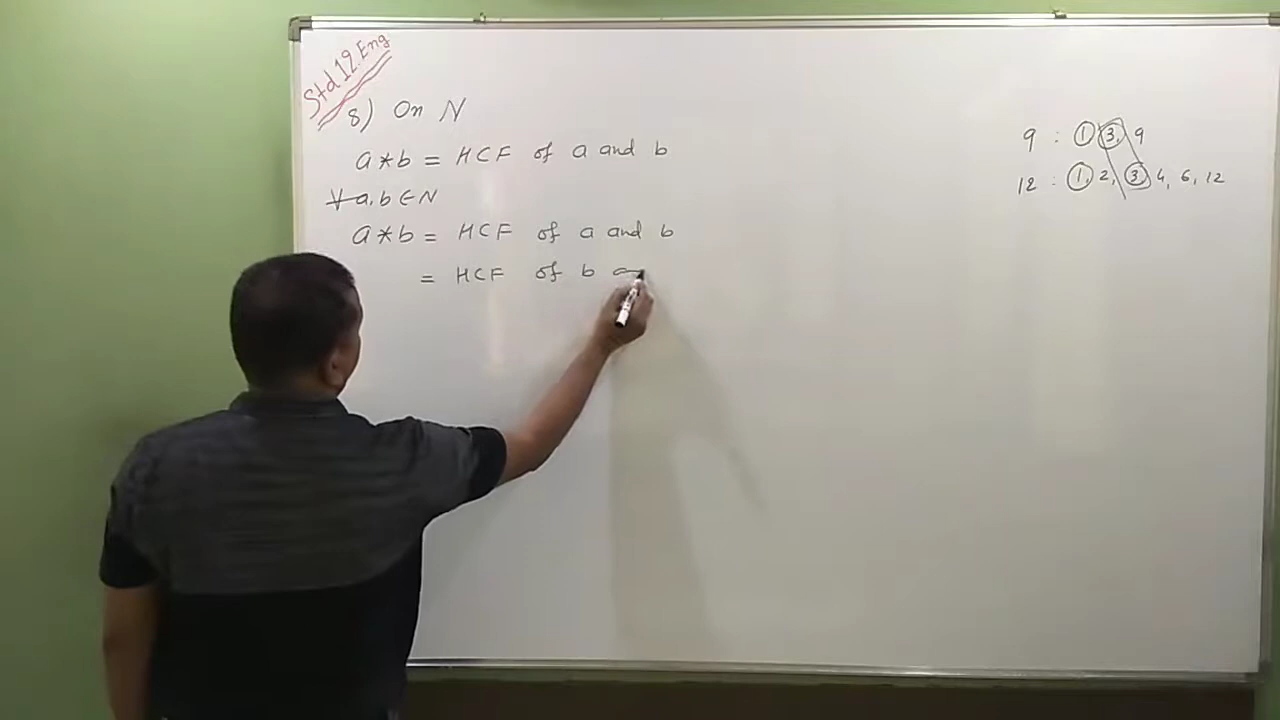 Std 12. Eng
8) On N
a * b = HCF of a and b
∀ a, b ∈ N
a * b = HCF of a and b
= HCF of b
9 : 1, 3, 9
12 : 1, 2, 3, 4, 6, 12